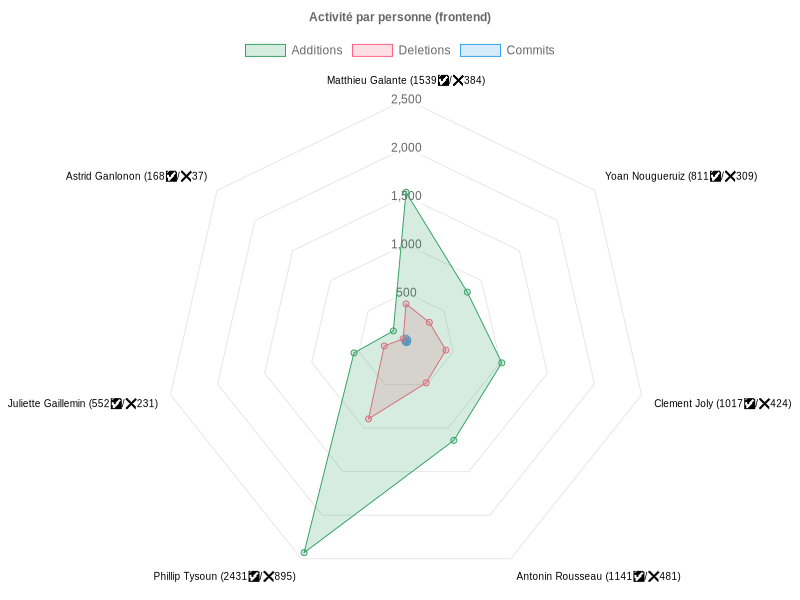 Activité par personne (frontend)
Additions Deletions Commits
Matthieu Galante (1539✅/❌384)
2,500
Astrid Ganlonon (168✅/❌37)
Yoan Nougueruiz (811✅/❌309)
2,000
1,500
1,000
500
Juliette Gaillemin (552✅/❌231)
Clement Joly (1017✅/❌424)
Phillip Tysoun (2431✅/❌895)
Antonin Rousseau (1141✅/❌481)